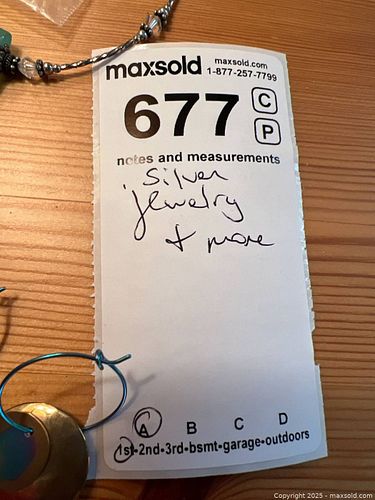 maxsold
maxsold.com
1-877-257-7799
677
C
P
notes and measurements
Silver
jewelry
+ more
A B C D
1st-2nd-3rd-bsmt-garage-outdoors
Copyright 2025 - maxsold.com